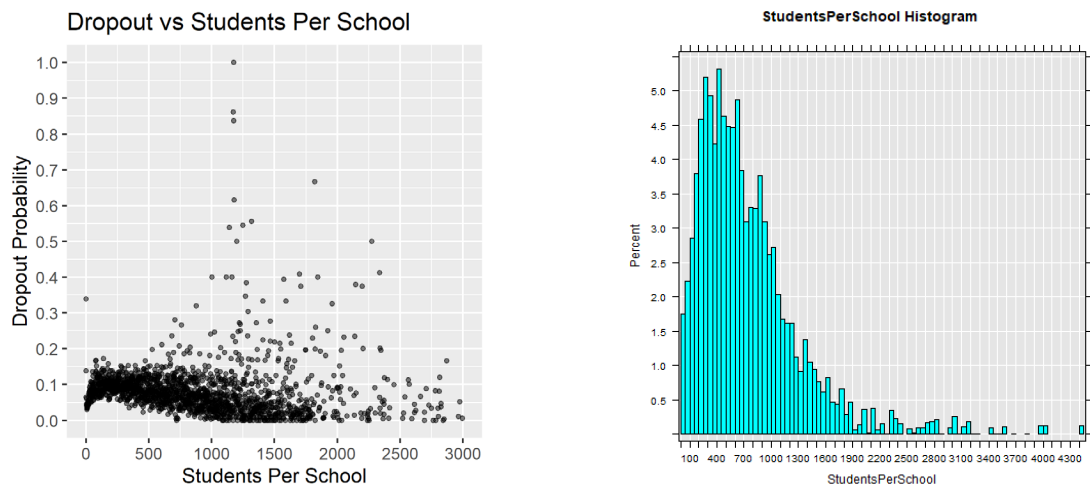 Dropout vs Students Per School
Dropout Probability
1.0
0.9
0.8
0.7
0.6
0.5
0.4
0.3
0.2
0.1
0.0
0 500 1000 1500 2000 2500 3000
Students Per School
StudentsPerSchool Histogram
Percent
5.0
4.5
4.0
3.5
3.0
2.5
2.0
1.5
1.0
0.5
100 400 700 1000 1300 1600 1900 2200 2500 2800 3100 3400 3700 4000 4300
StudentsPerSchool